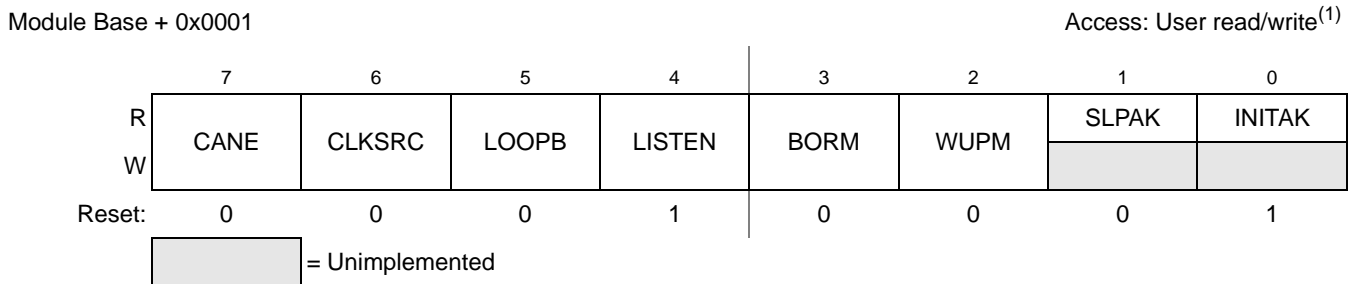 Module Base + 0x0001 Access: User read/write(1)
7 6 5 4 3 2 1 0
R CANE CLKSRC LOOPB LISTEN BORM WUPM SLPAK INITAK
W
Reset: 0 0 0 1 0 0 0 1
= Unimplemented